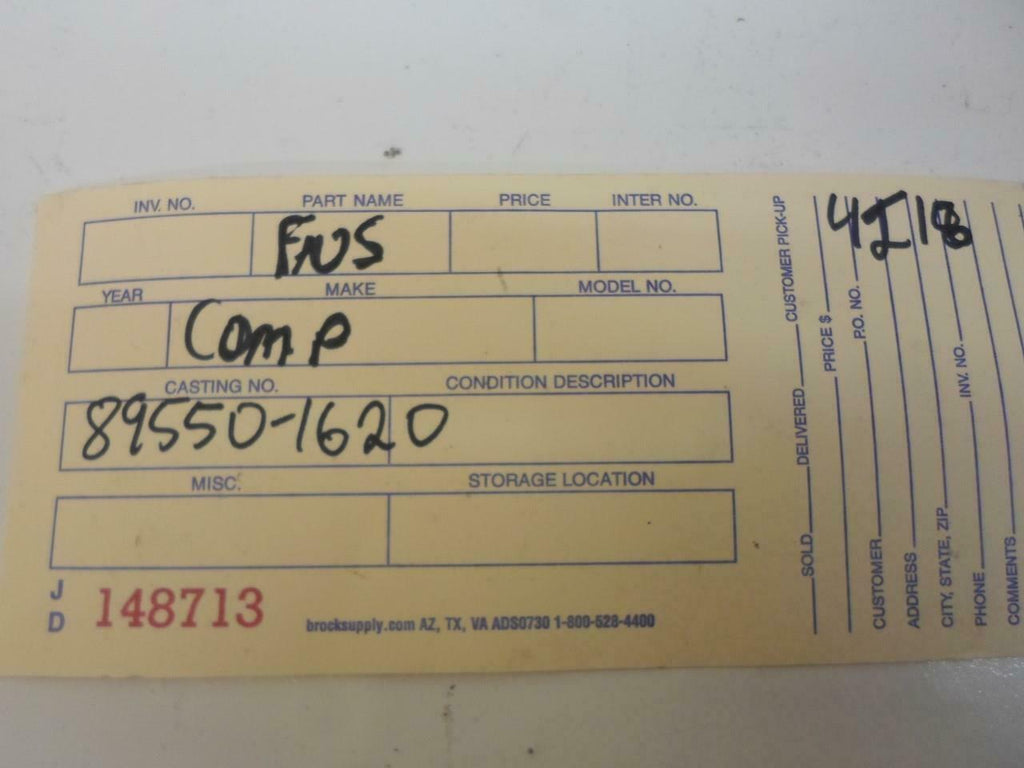 INV. NO. PART NAME PRICE INTER NO.
FNJS
YEAR MAKE MODEL NO.
Comp
CASTING NO. CONDITION DESCRIPTION
89550-1620
MISC. STORAGE LOCATION
JD 148713
brocksupply.com AZ, TX, VA ADS0730 1-800-528-4400
SOLD DELIVERED CUSTOMER PICK-UP
PRICE $
CUSTOMER P.O. NO.
ADDRESS
CITY, STATE, ZIP
PHONE INV. NO.
COMMENTS